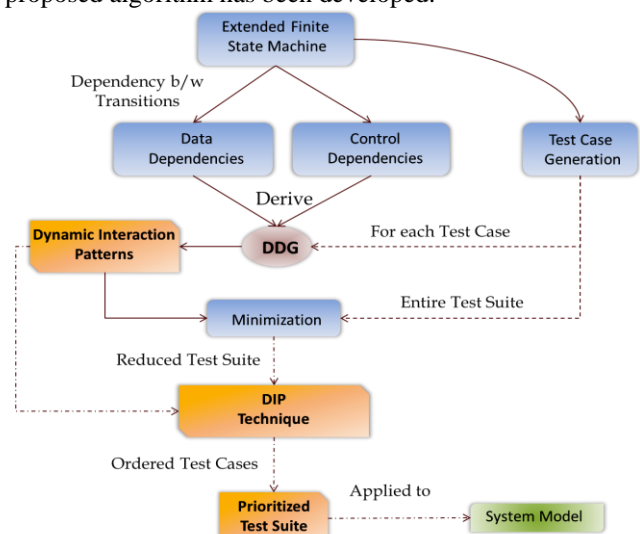 proposed algorithm has been developed.
Extended Finite
State Machine
Dependency b/w
Transitions
Data
Dependencies
Control
Dependencies
Test Case
Generation
Derive
Dynamic Interaction
Patterns
DDG
For each Test Case
Entire Test Suite
Minimization
Reduced Test Suite
DIP
Technique
Ordered Test Cases
Prioritized
Test Suite
Applied to
System Model